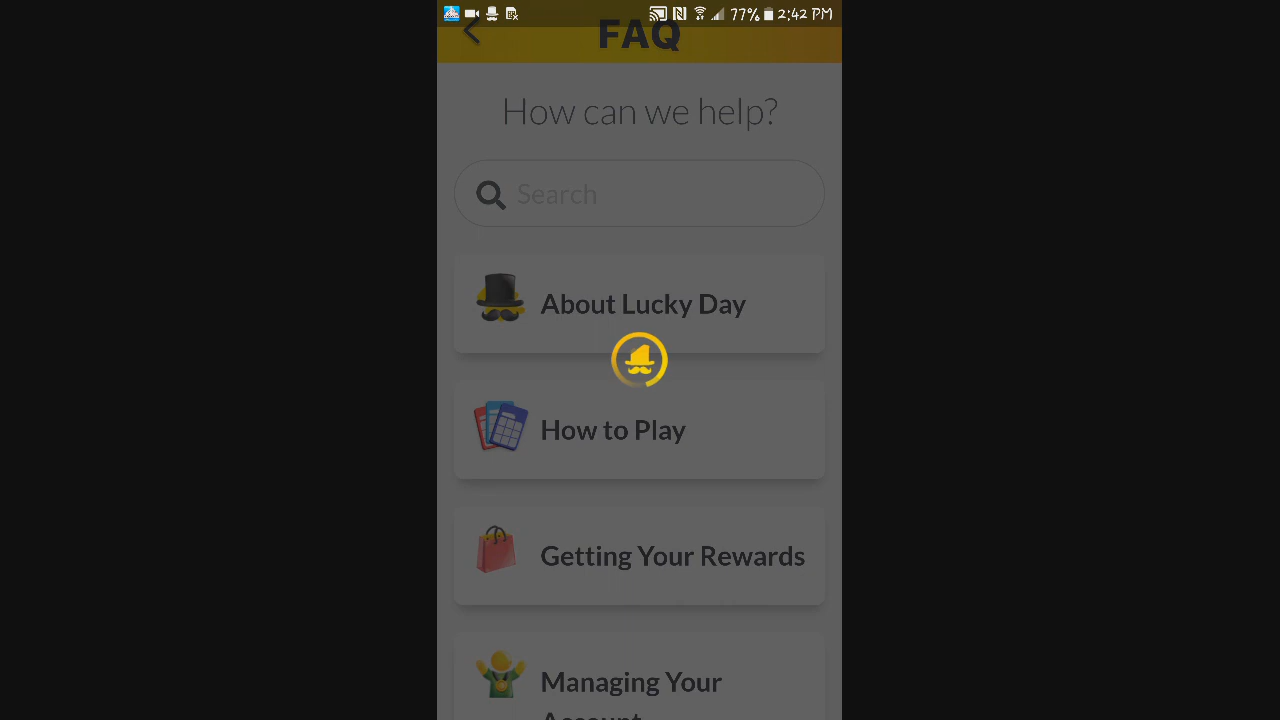 77% 2:42 PM
FAQ
How can we help?
Search
About Lucky Day
How to Play
Getting Your Rewards
Managing Your
Account